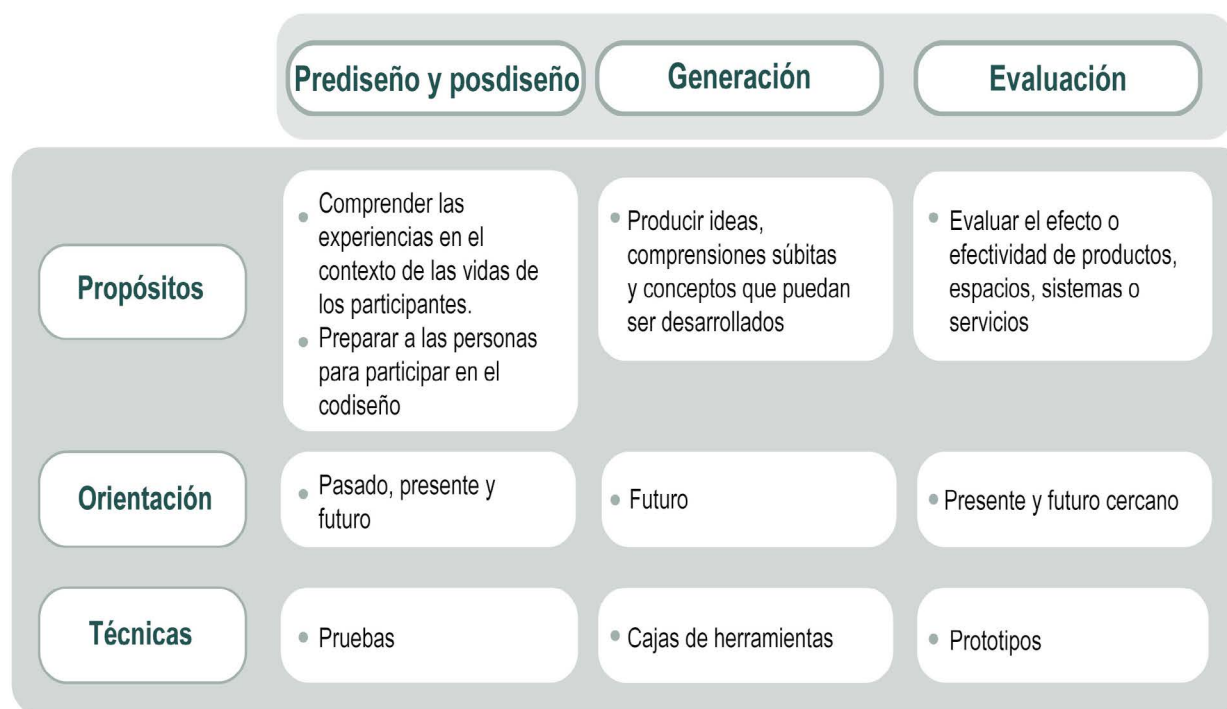 Prediseño y posdiseño
Generación
Evaluación
Propósitos
• Comprender las
experiencias en el
contexto de las vidas de
los participantes.
• Preparar a las personas
para participar en el
codiseño
• Producir ideas,
comprensiones súbitas
y conceptos que puedan
ser desarrollados
• Evaluar el efecto o
efectividad de productos,
espacios, sistemas o
servicios
Orientación
• Pasado, presente y
futuro
• Futuro
• Presente y futuro cercano
Técnicas
• Pruebas
• Cajas de herramientas
• Prototipos